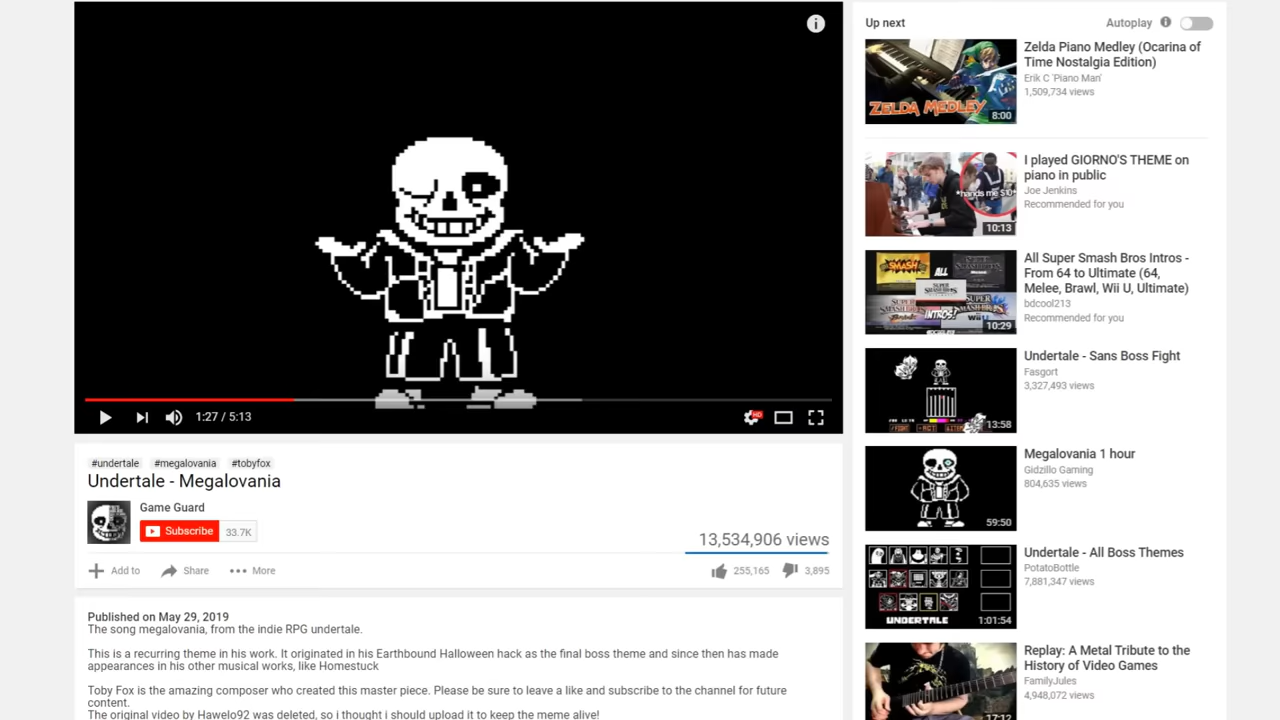 1:27 / 5:13
HD
#undertale #megalovania #tobyfox
Undertale - Megalovania
Game Guard
Subscribe 33.7K
13,534,906 views
Add to Share More
255,165 3,895
Published on May 29, 2019
The song megalovania, from the indie RPG undertale.
This is a recurring theme in his work. It originated in his Earthbound Halloween hack as the final boss theme and since then has made
appearances in his other musical works, like Homestuck
Toby Fox is the amazing composer who created this master piece. Please be sure to leave a like and subscribe to the channel for future
content.
The original video by Hawelo92 was deleted, so i thought i should upload it to keep the meme alive!
Up next Autoplay
ZELDA MEDLEY
8:00
Zelda Piano Medley (Ocarina of
Time Nostalgia Edition)
Erik C 'Piano Man'
1,509,734 views
*hands me $10*
10:13
I played GIORNO'S THEME on
piano in public
Joe Jenkins
Recommended for you
SMASH
ALL
INTROS!
10:29
All Super Smash Bros Intros -
From 64 to Ultimate (64,
Melee, Brawl, Wii U, Ultimate)
bdcool213
Recommended for you
13:58
Undertale - Sans Boss Fight
Fasgort
3,327,493 views
59:50
Megalovania 1 hour
Gidzillo Gaming
804,635 views
UNDERTALE
1:01:54
Undertale - All Boss Themes
PotatoBottle
7,881,347 views
17:12
Replay: A Metal Tribute to the
History of Video Games
FamilyJules
4,948,072 views